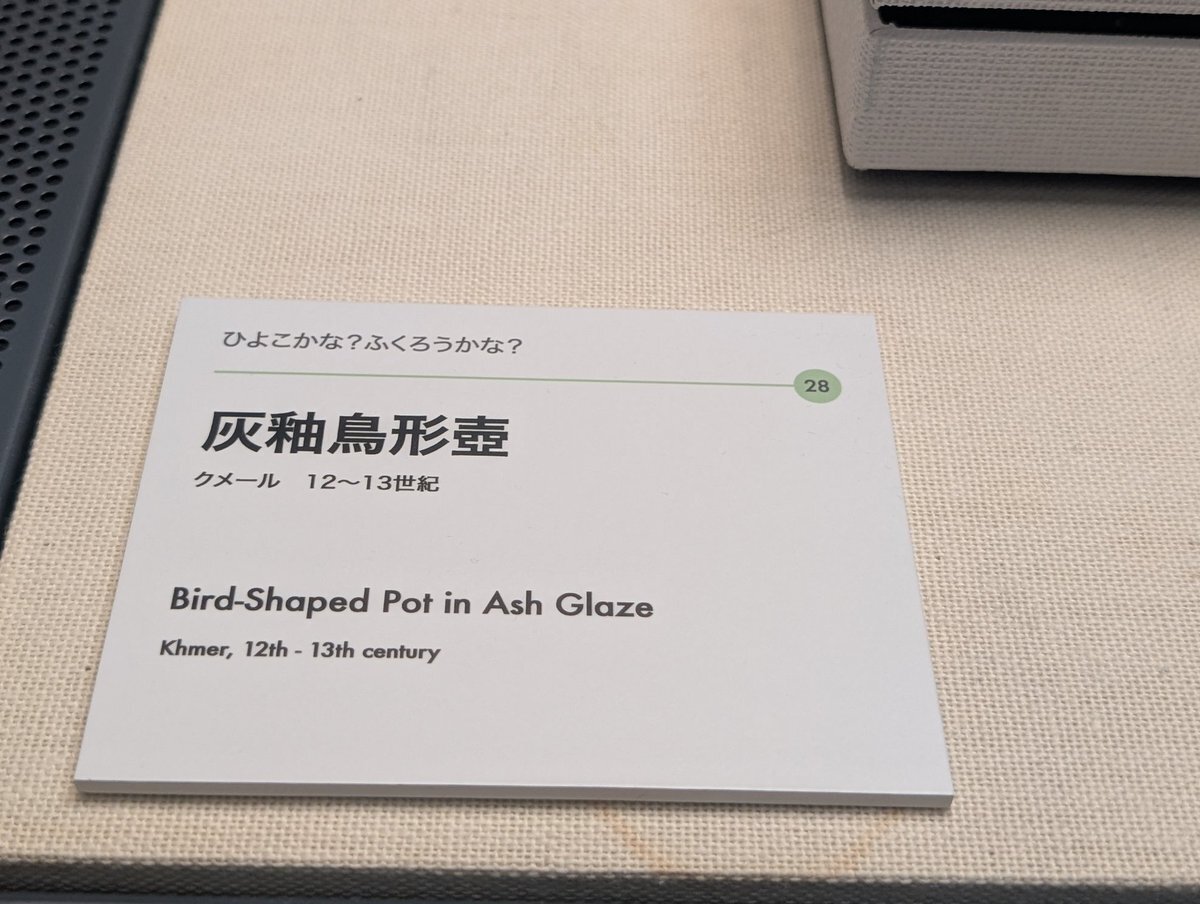 ひよこかな？ふくろうかな？
28
灰釉鳥形壺
クメール　12〜13世紀
Bird-Shaped Pot in Ash Glaze
Khmer, 12th - 13th century